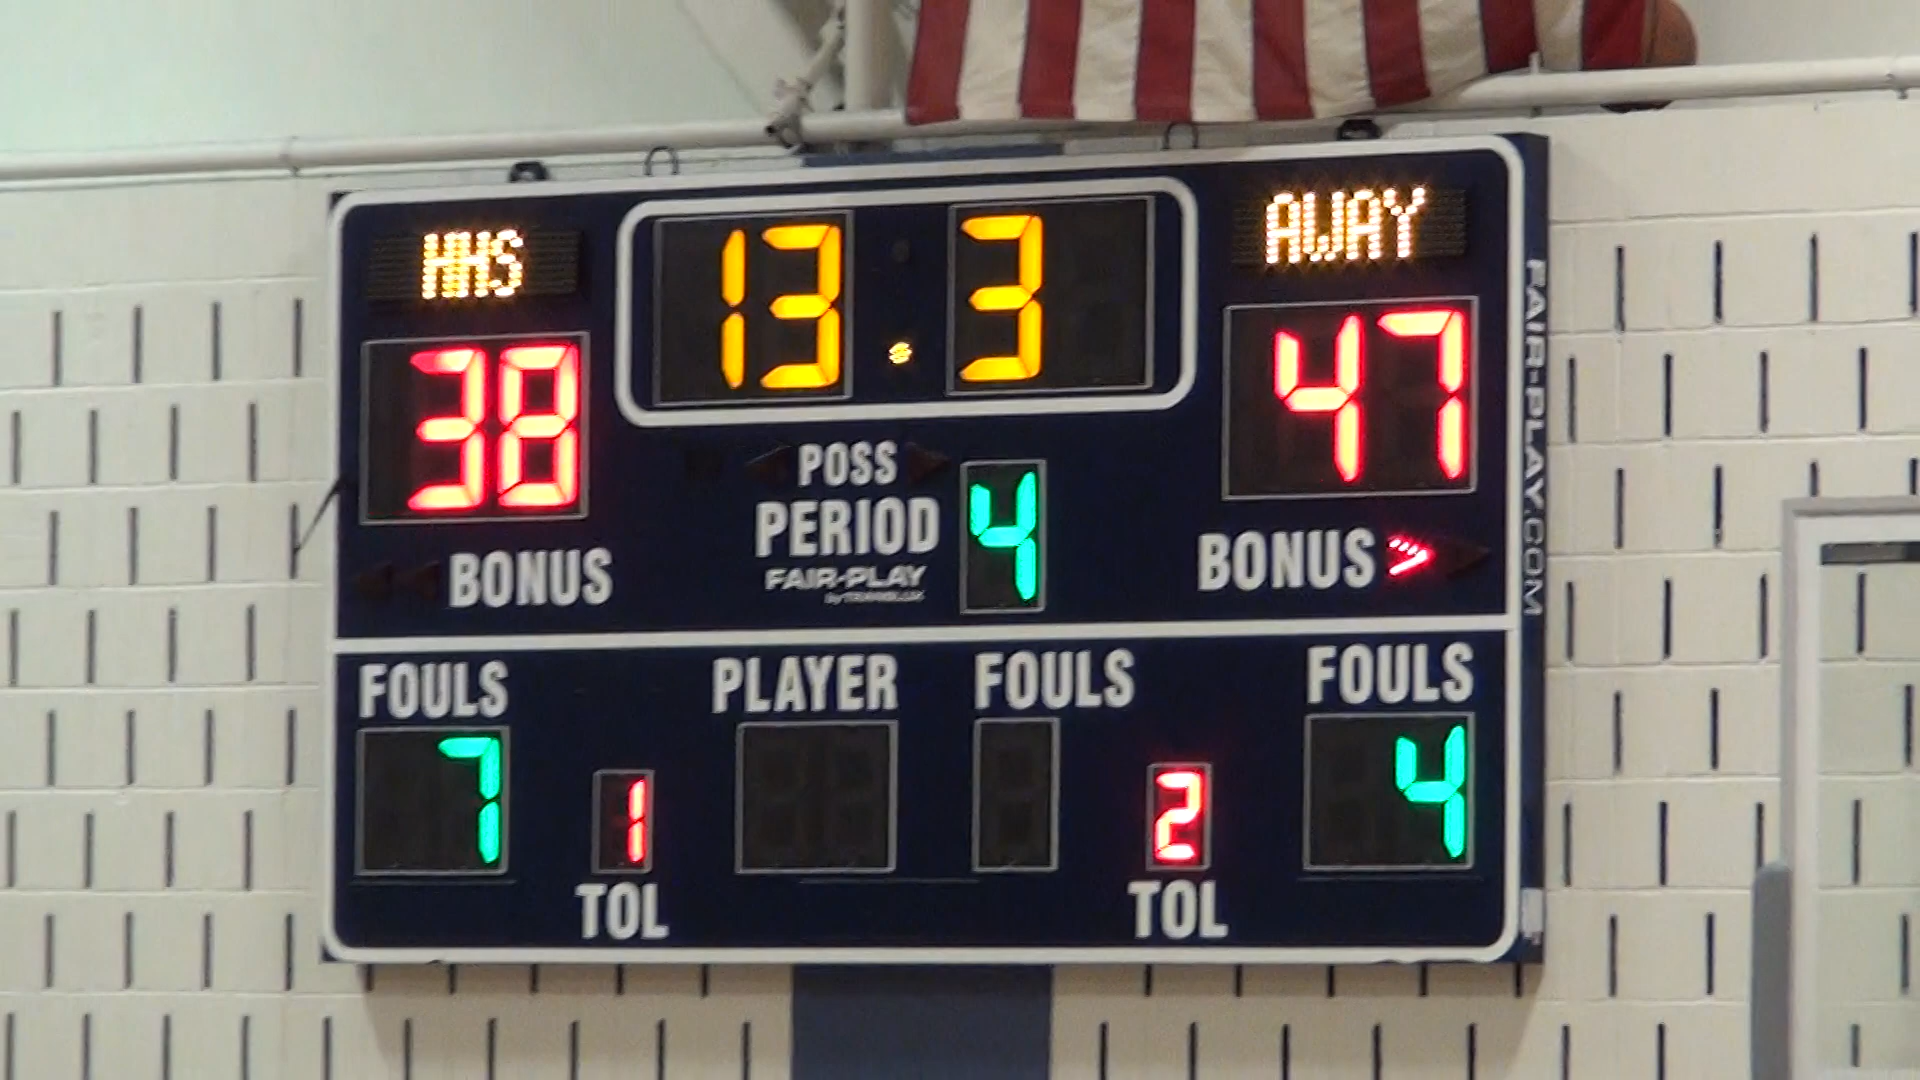 HHS
13.3
AWAY
38
47
POSS
PERIOD 4
FAIR-PLAY
BONUS
BONUS >
FAIR-PLAY.COM
FOULS
PLAYER
FOULS
FOULS
7
1
2
4
TOL
TOL